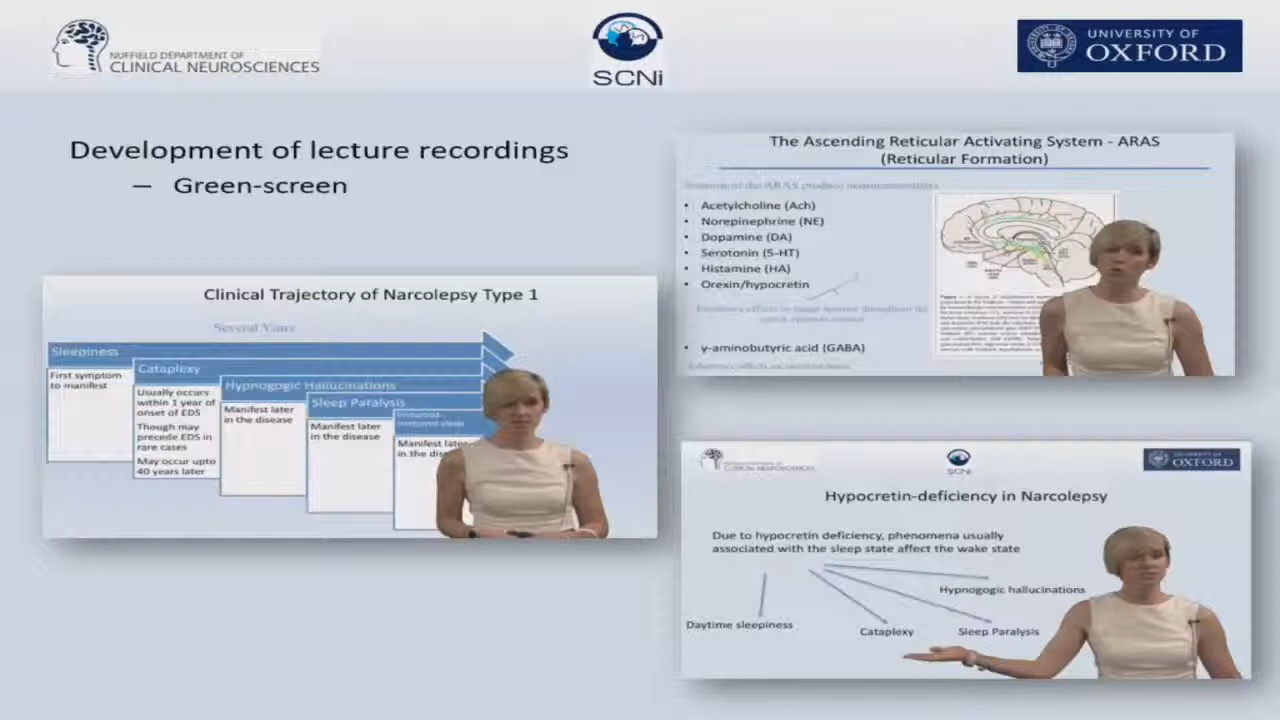 NUFFIELD DEPARTMENT OF
CLINICAL NEUROSCIENCES
SCNi
UNIVERSITY OF
OXFORD
Development of lecture recordings
– Green-screen
Clinical Trajectory of Narcolepsy Type 1
Several Years
Sleepiness
First symptom
to manifest
Cataplexy
Usually occurs
within 1 year of
onset of EDS
Though may
precede EDS in
rare cases
May occur upto
40 years later
Hypnogogic Hallucinations
Manifest later
in the disease
Sleep Paralysis
Manifest later
in the disease
Manifest later
in the
The Ascending Reticular Activating System - ARAS
(Reticular Formation)
• Acetylcholine (Ach)
• Norepinephrine (NE)
• Dopamine (DA)
• Serotonin (5-HT)
• Histamine (HA)
• Orexin/hypocretin
• γ-aminobutyric acid (GABA)
CLINICAL NEUROSCIENCES
SCNi
UNIVERSITY OF
OXFORD
Hypocretin-deficiency in Narcolepsy
Due to hypocretin deficiency, phenomena usually
associated with the sleep state affect the wake state
Hypnogogic hallucinations
Daytime sleepiness
Cataplexy
Sleep Paralysis